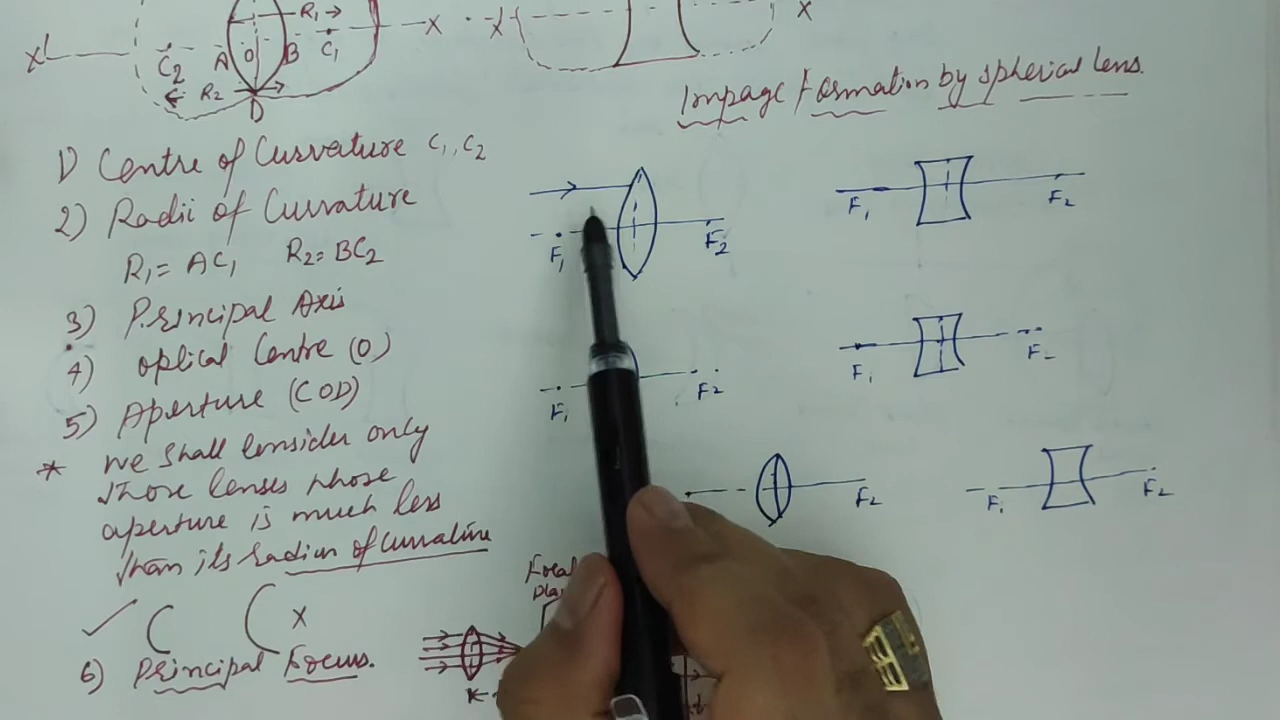 R₁ →
X' C₂ A O B C₁ X X' X
← R₂ →
D
Impage Formation by spherical lens.
1) Centre of Curvature C₁, C₂
2) Radii of Curvature
R₁ = AC₁ R₂ = BC₂
3) Principal Axis
4) optical Centre (O)
5) Aperture (COD)
* we shall consider only
those lenses whose
aperture is much less
than its radius of curvature
✓ X
6) Principal Focus.
F₁ F₂
F₁ F₂
F₁ F₂
F₁ F₂
F₂
F₁ F₂
Focal